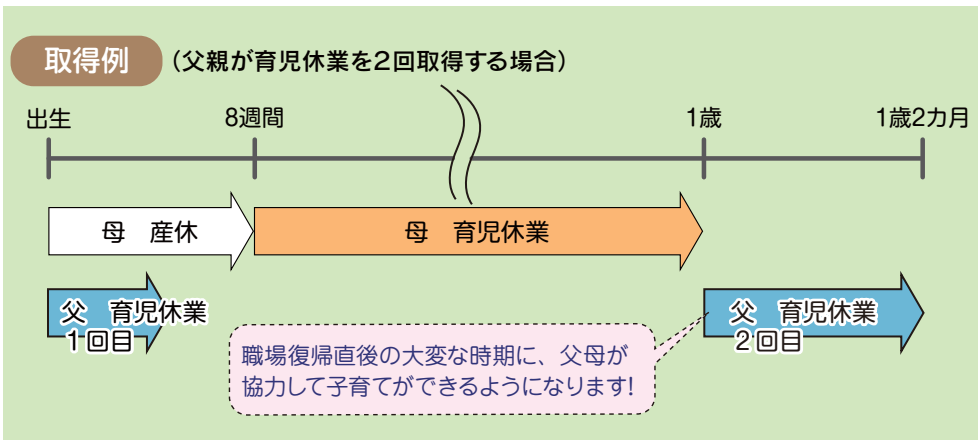 取得例 （父親が育児休業を2回取得する場合）
出生 8週間 1歳 1歳2カ月
母 産休 母 育児休業
父 育児休業 父 育児休業
1回目 2回目
職場復帰直後の大変な時期に、父母が
協力して子育てができるようになります!